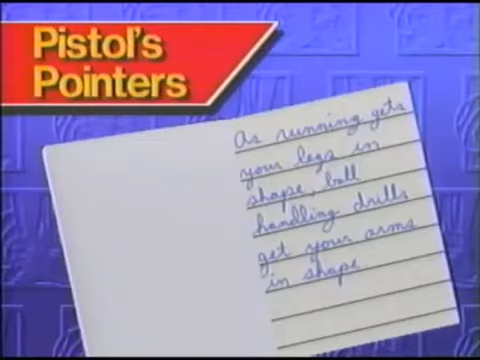 Pistol's
Pointers
As running gets
your legs in
shape, ball
handling drills
get your arms
in shape